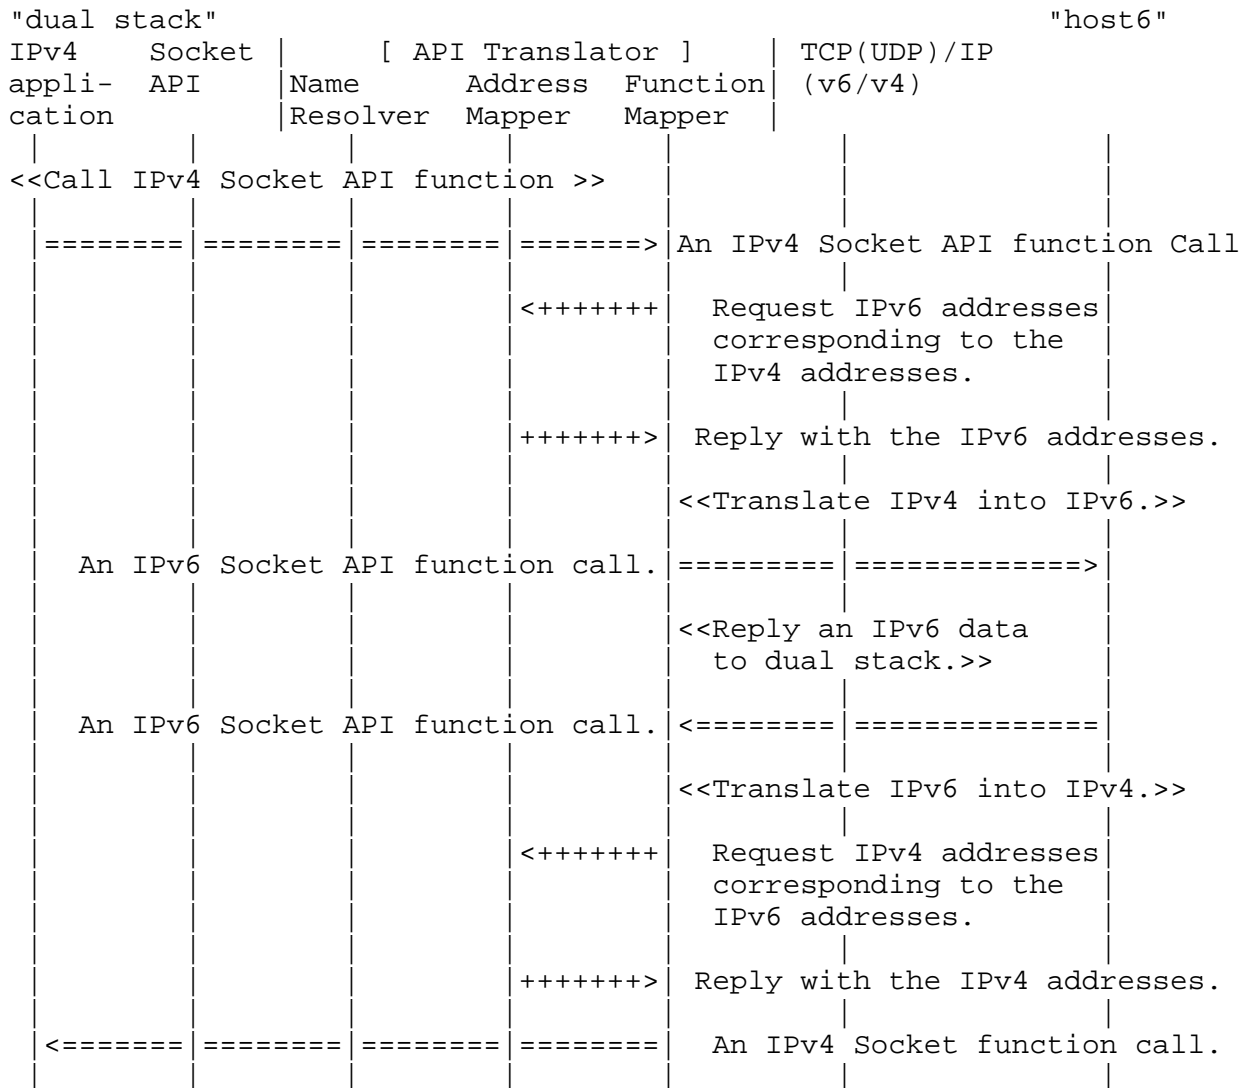 "dual stack" "host6"
IPv4 Socket | [ API Translator ] | TCP(UDP)/IP
appli- API |Name Address Function| (v6/v4)
cation |Resolver Mapper Mapper |
<<Call IPv4 Socket API function >>
|========|========|========|=======>|An IPv4 Socket API function Call
<+++++++| Request IPv6 addresses
corresponding to the
IPv4 addresses.
|+++++++>| Reply with the IPv6 addresses.
<<Translate IPv4 into IPv6.>>
An IPv6 Socket API function call.|=========|=============>|
<<Reply an IPv6 data
to dual stack.>>
An IPv6 Socket API function call.|<========|==============|
<<Translate IPv6 into IPv4.>>
|<+++++++| Request IPv4 addresses
corresponding to the
IPv6 addresses.
|+++++++>| Reply with the IPv4 addresses.
|<=======|========|========|========| An IPv4 Socket function call.